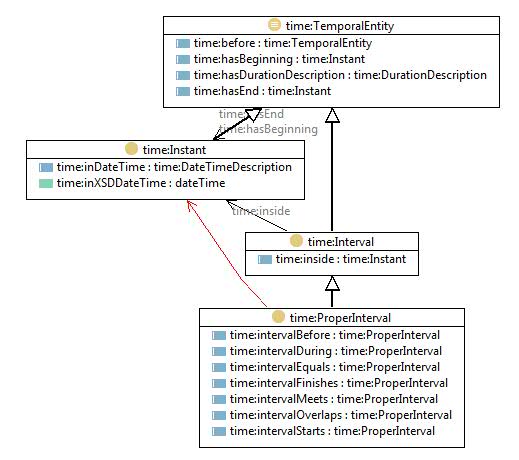 time:TemporalEntity
time:before : time:TemporalEntity
time:hasBeginning : time:Instant
time:hasDurationDescription : time:DurationDescription
time:hasEnd : time:Instant
time:hasEnd
time:hasBeginning
time:Instant
time:inDateTime : time:DateTimeDescription
time:inXSDDateTime : dateTime
time:inside
time:Interval
time:inside : time:Instant
time:ProperInterval
time:intervalBefore : time:ProperInterval
time:intervalDuring : time:ProperInterval
time:intervalEquals : time:ProperInterval
time:intervalFinishes : time:ProperInterval
time:intervalMeets : time:ProperInterval
time:intervalOverlaps : time:ProperInterval
time:intervalStarts : time:ProperInterval